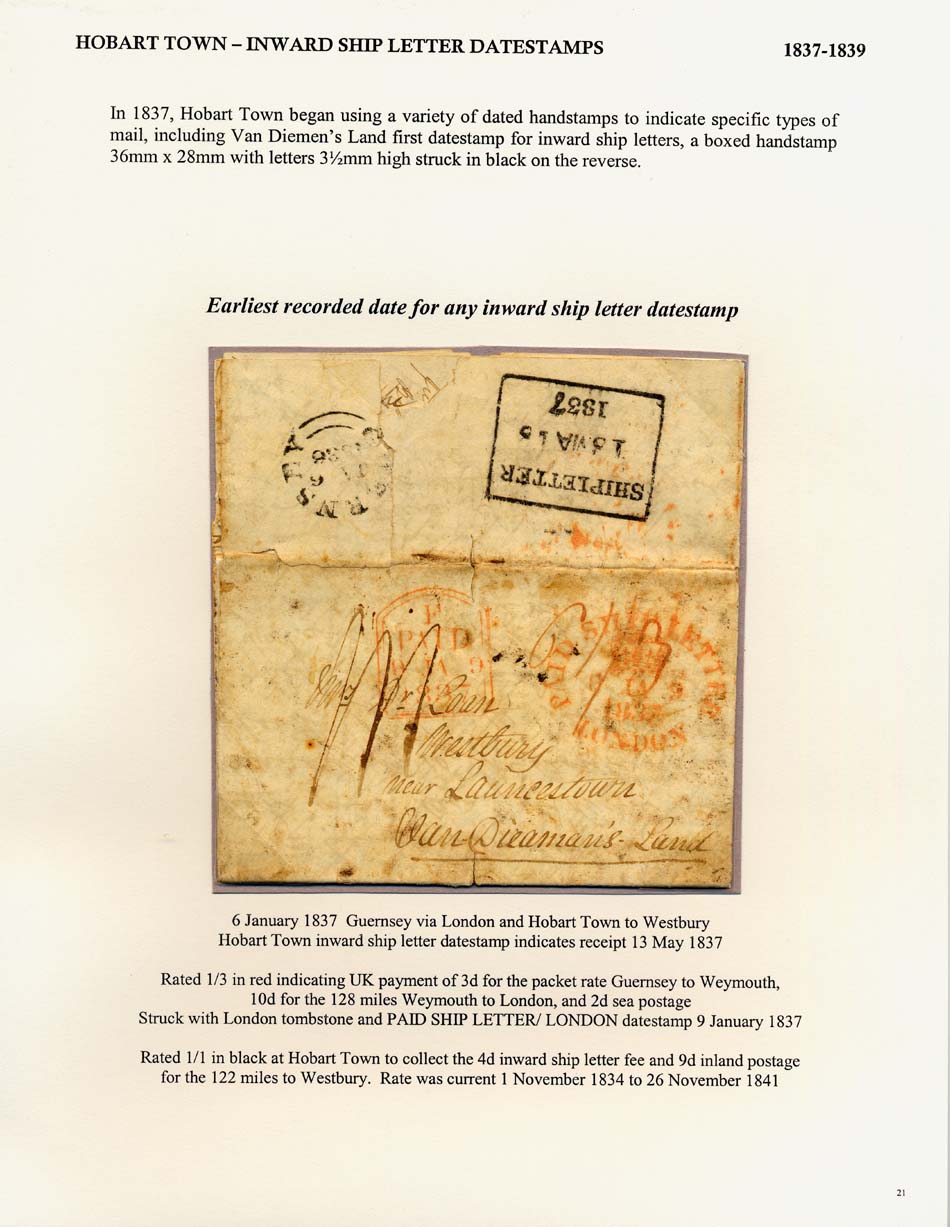 HOBART TOWN – INWARD SHIP LETTER DATESTAMPS 1837-1839
In 1837, Hobart Town began using a variety of dated handstamps to indicate specific types of
mail, including Van Diemen's Land first datestamp for inward ship letters, a boxed handstamp
36mm x 28mm with letters 3½mm high struck in black on the reverse.
Earliest recorded date for any inward ship letter datestamp
1837
MA
SHIP LETTER
PAID
PAID SHIP LETTER
1837
LONDON
Westbury
near Launcestown
Van Dieaman's Land
6 January 1837 Guernsey via London and Hobart Town to Westbury
Hobart Town inward ship letter datestamp indicates receipt 13 May 1837
Rated 1/3 in red indicating UK payment of 3d for the packet rate Guernsey to Weymouth,
10d for the 128 miles Weymouth to London, and 2d sea postage
Struck with London tombstone and PAID SHIP LETTER/ LONDON datestamp 9 January 1837
Rated 1/1 in black at Hobart Town to collect the 4d inward ship letter fee and 9d inland postage
for the 122 miles to Westbury. Rate was current 1 November 1834 to 26 November 1841
21